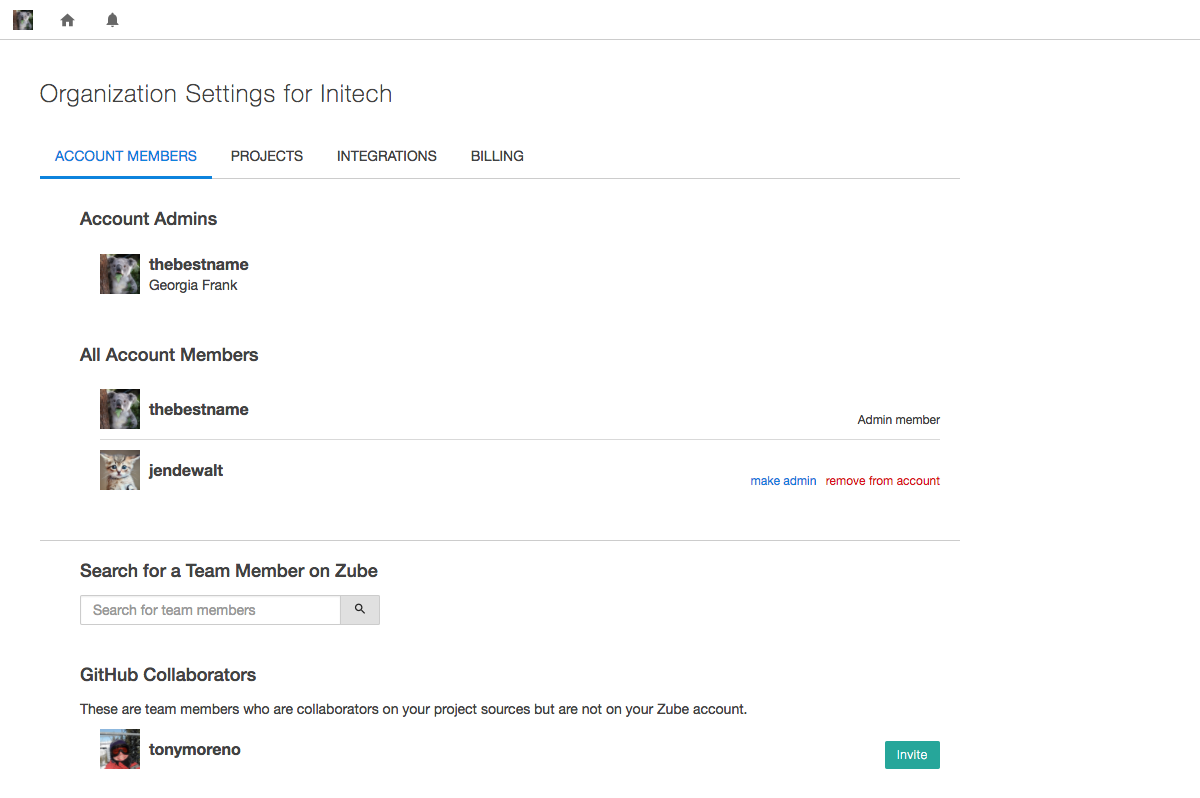 Organization Settings for Initech
ACCOUNT MEMBERS PROJECTS INTEGRATIONS BILLING
Account Admins
thebestname
Georgia Frank
All Account Members
thebestname
Admin member
jendewalt
make admin remove from account
Search for a Team Member on Zube
Search for team members
GitHub Collaborators
These are team members who are collaborators on your project sources but are not on your Zube account.
tonymoreno
Invite